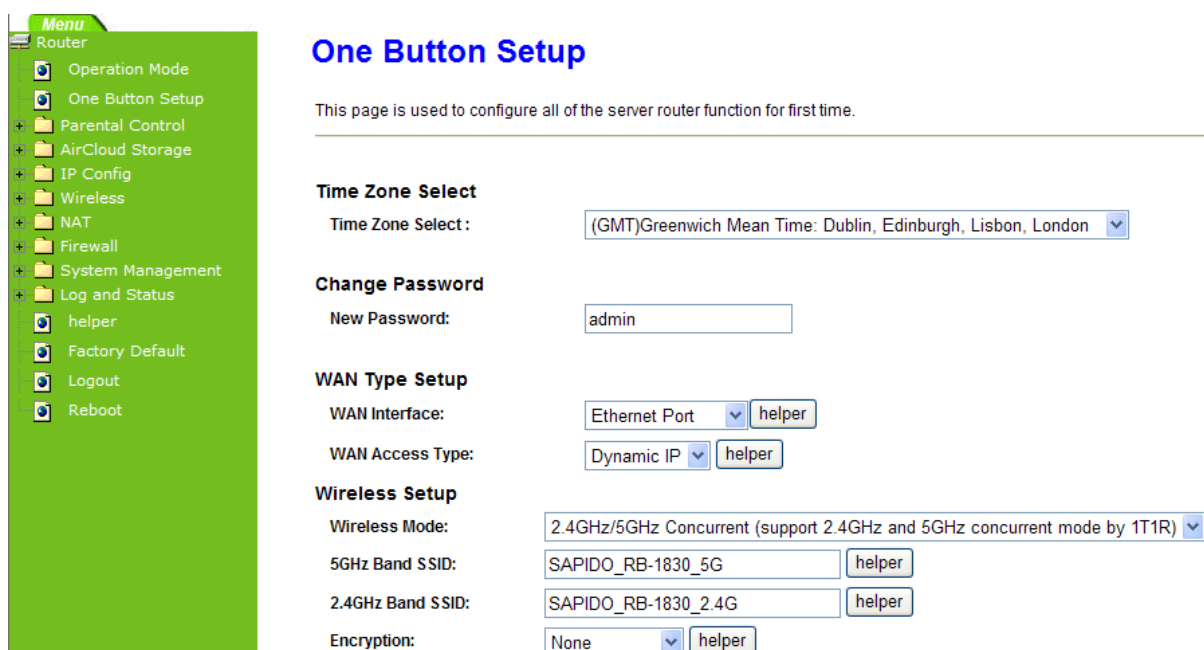 Menu
Router
Operation Mode
One Button Setup
Parental Control
AirCloud Storage
IP Config
Wireless
NAT
Firewall
System Management
Log and Status
helper
Factory Default
Logout
Reboot
One Button Setup
This page is used to configure all of the server router function for first time.
Time Zone Select
Time Zone Select : (GMT)Greenwich Mean Time: Dublin, Edinburgh, Lisbon, London
Change Password
New Password: admin
WAN Type Setup
WAN Interface: Ethernet Port helper
WAN Access Type: Dynamic IP helper
Wireless Setup
Wireless Mode: 2.4GHz/5GHz Concurrent (support 2.4GHz and 5GHz concurrent mode by 1T1R)
5GHz Band SSID: SAPIDO_RB-1830_5G helper
2.4GHz Band SSID: SAPIDO_RB-1830_2.4G helper
Encryption: None helper